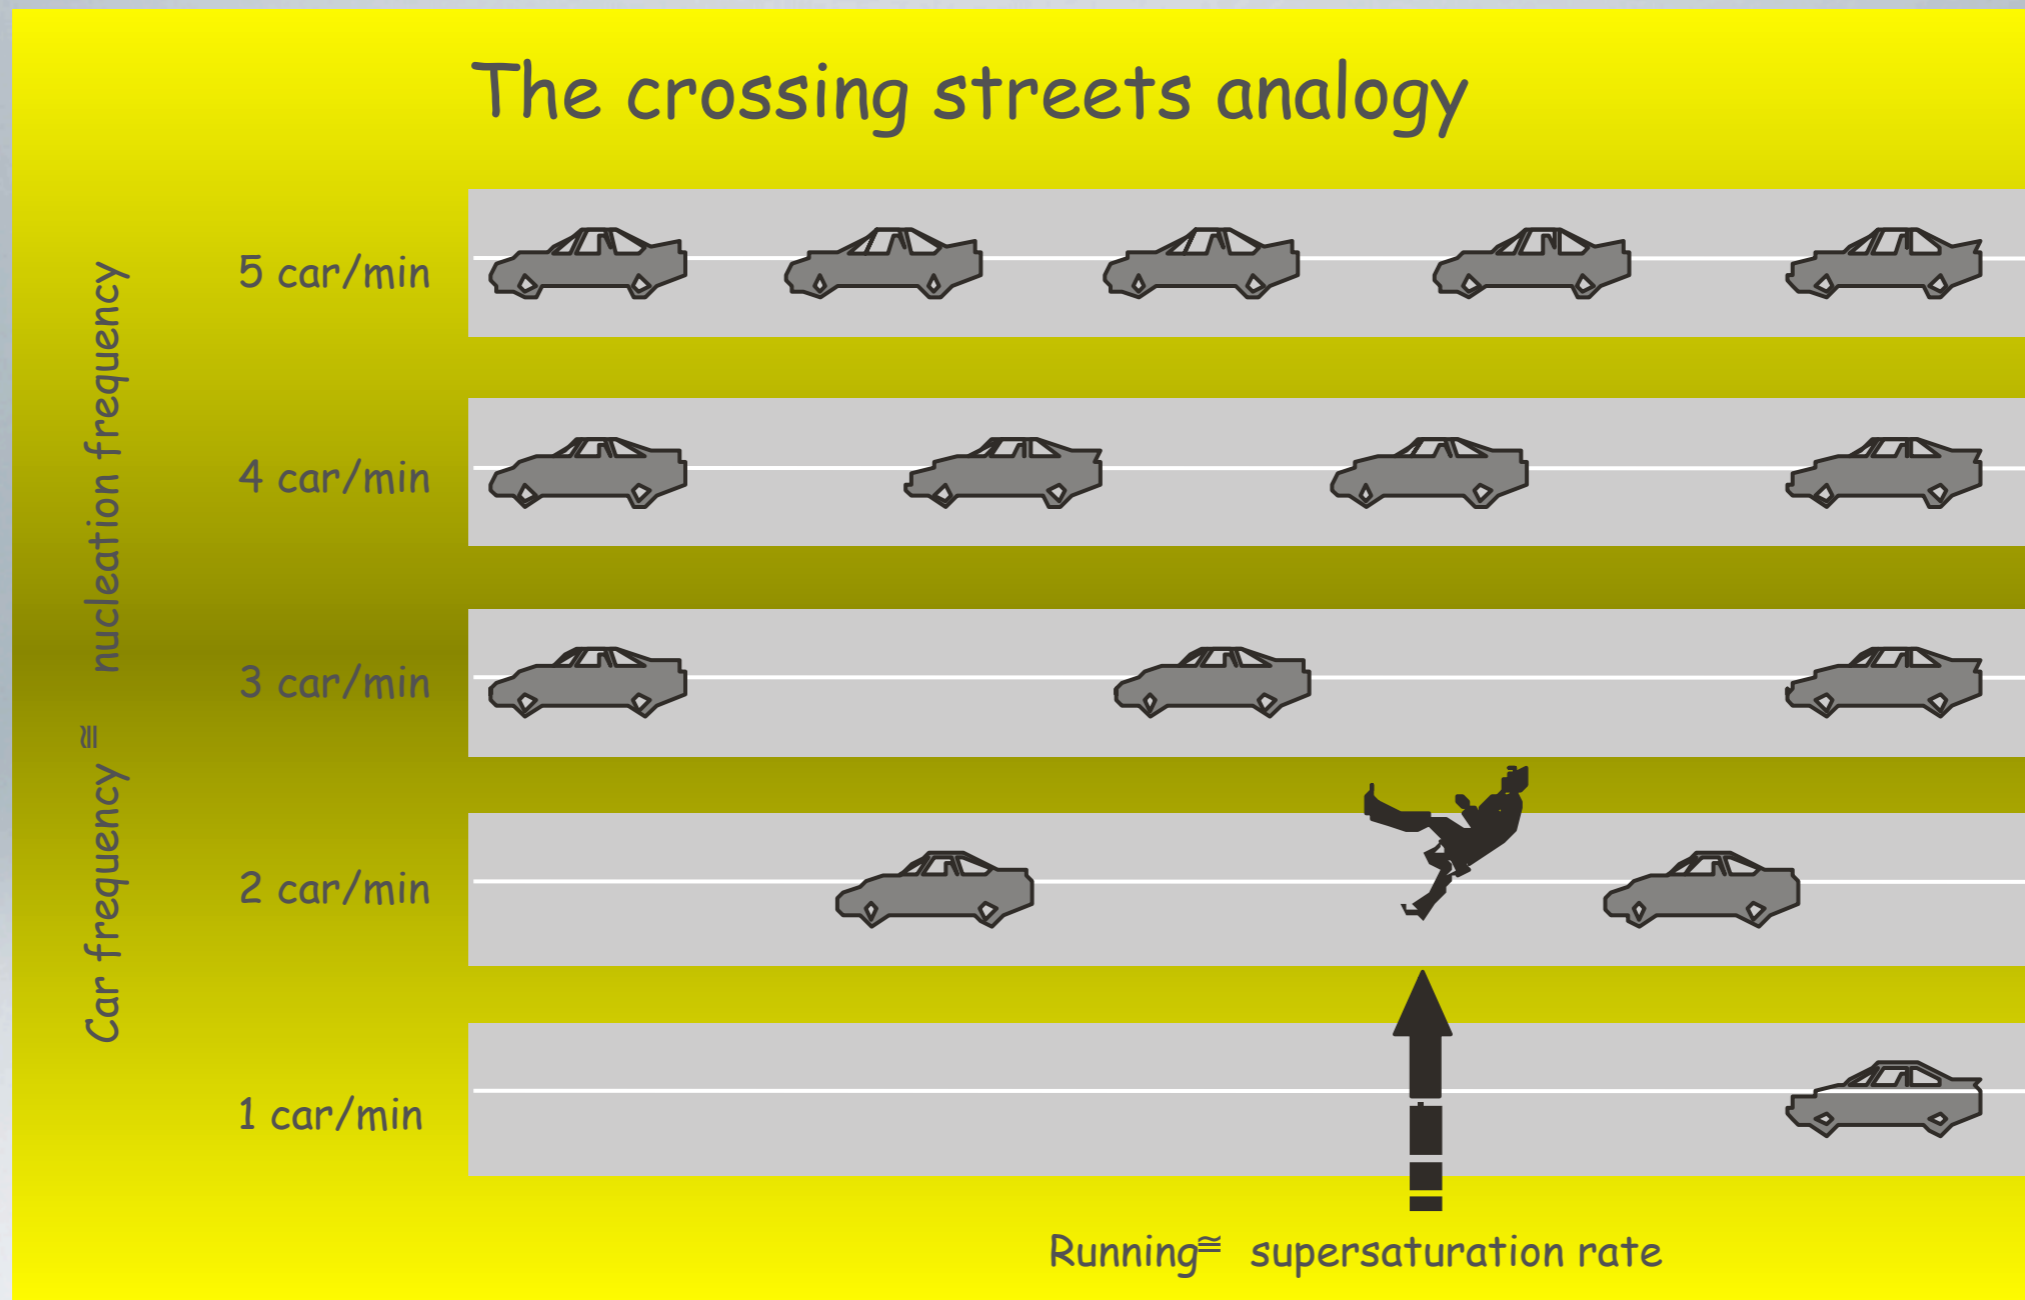 The crossing streets analogy
Car frequency ≅ nucleation frequency
5 car/min
4 car/min
3 car/min
2 car/min
1 car/min
Running≅ supersaturation rate